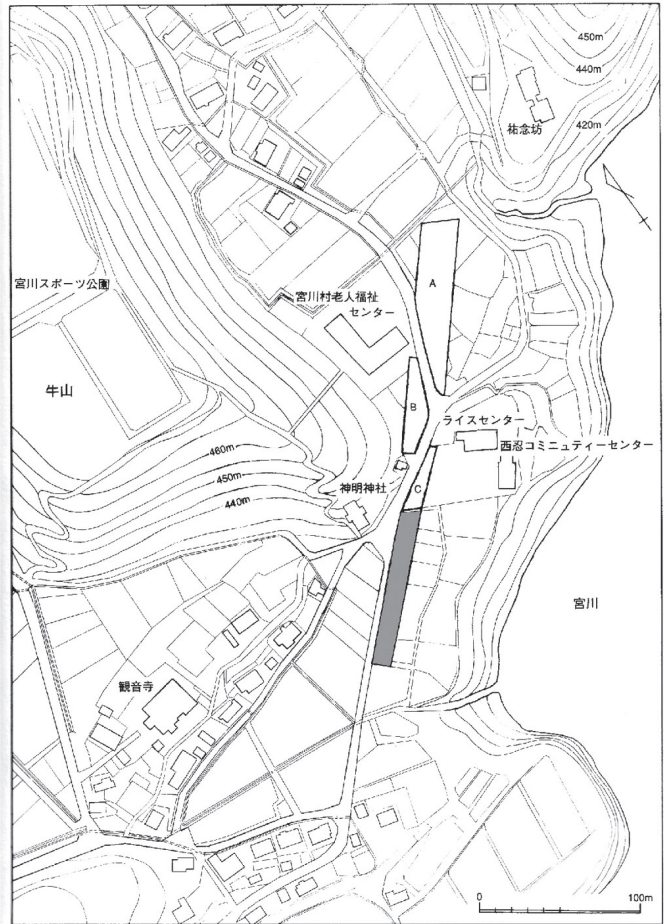 450m
440m
420m
祐念坊
宮川スポーツ公園
宮川村老人福祉
センター
A
牛山
B
ライスセンター
西忍コミュニティーセンター
460m
450m
440m
神明神社
C
宮川
観音寺
0
100m